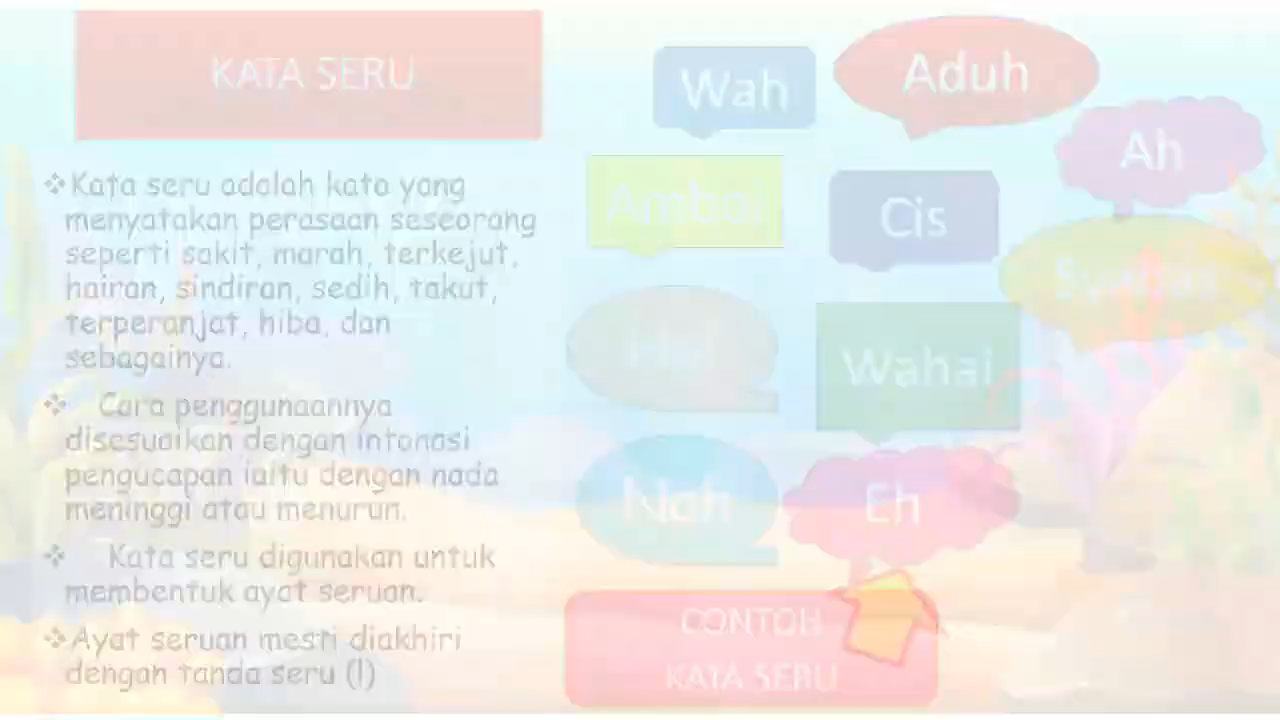 KATA SERU
❖Kata seru adalah kata yang
menyatakan perasaan seseorang
seperti sakit, marah, terkejut,
hairan, sindiran, sedih, takut,
terperanjat, hiba, dan
sebagainya.
❖ Cara penggunaannya
disesuaikan dengan intonasi
pengucapan iaitu dengan nada
meninggi atau menurun.
❖ Kata seru digunakan untuk
membentuk ayat seruan.
❖Ayat seruan mesti diakhiri
dengan tanda seru (!)
Wah
Aduh
Ah
Ambai
Cis
Wahai
Nah
Eh
CONTOH
KATA SERU